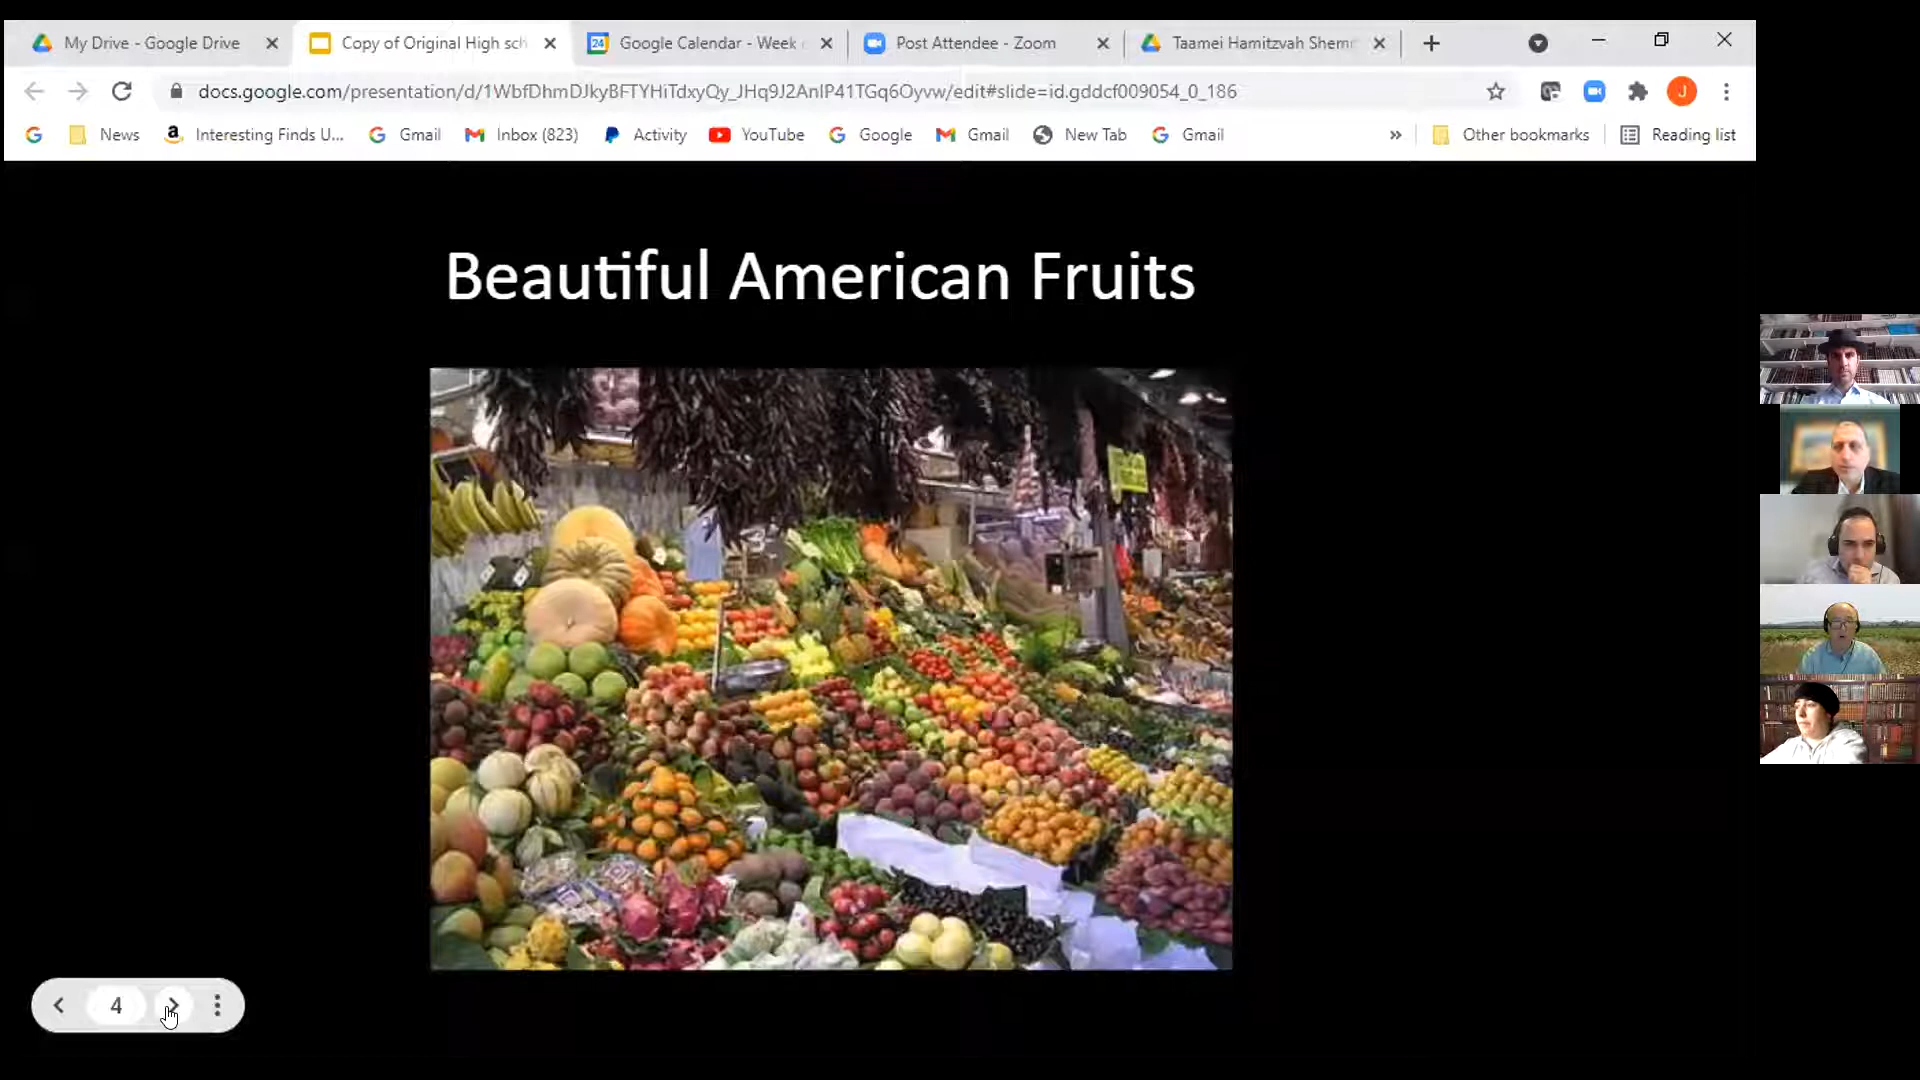 My Drive - Google Drive
Copy of Original High sch
Google Calendar - Week
Post Attendee - Zoom
Taamei Hamitzvah Shemi
docs.google.com/presentation/d/1WbfDhmDJkyBFTYHiTdxyQy_JHq9J2AnlP41TGq6Oyvw/edit#slide=id.gddcf009054_0_186
News
Interesting Finds U...
Gmail
Inbox (823)
Activity
YouTube
Google
Gmail
New Tab
Gmail
Other bookmarks
Reading list
Beautiful American Fruits
4